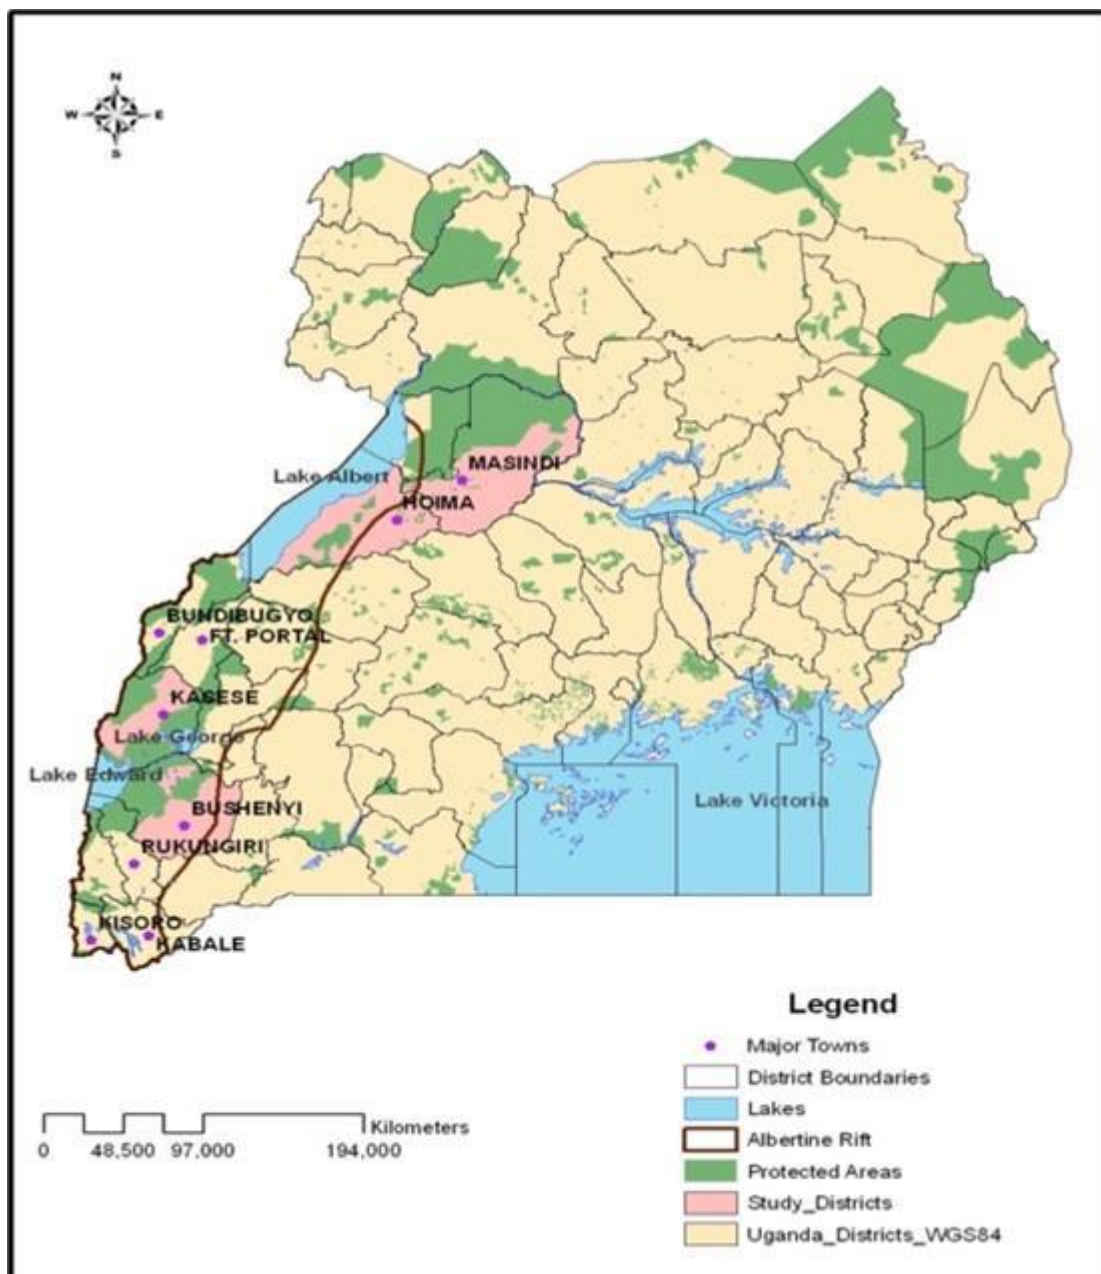 N
W E
S
MASINDI
Lake Albert
HOIMA
BUNDIBUGYO
FT. PORTAL
KASESE
Lake George
Lake Edward
BUSHENYI
Lake Victoria
RUKUNGIRI
KISORO
KABALE
Legend
Major Towns
District Boundaries
Lakes
Albertine Rift
Protected Areas
Study_Districts
Uganda_Districts_WGS84
Kilometers
0 48,500 97,000 194,000